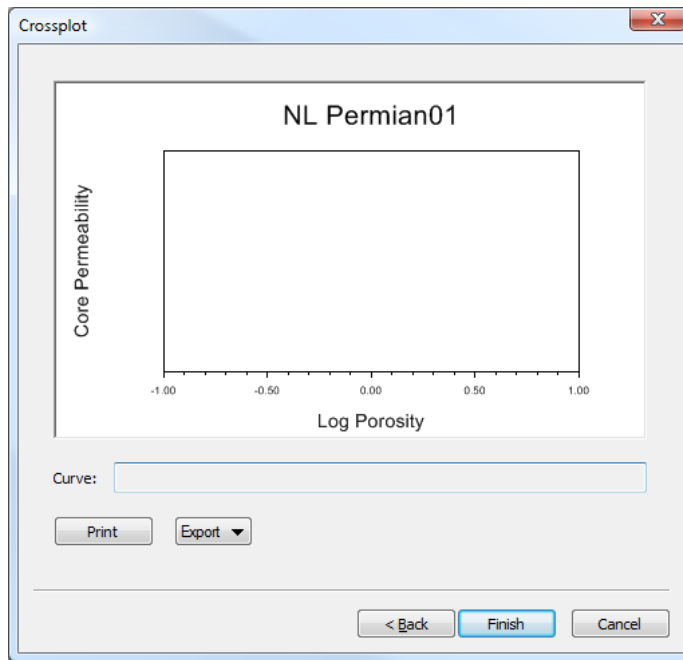 Crossplot
NL Permian01
Core Permeability
-1.00 -0.50 0.00 0.50 1.00
Log Porosity
Curve:
Print Export
< Back Finish Cancel